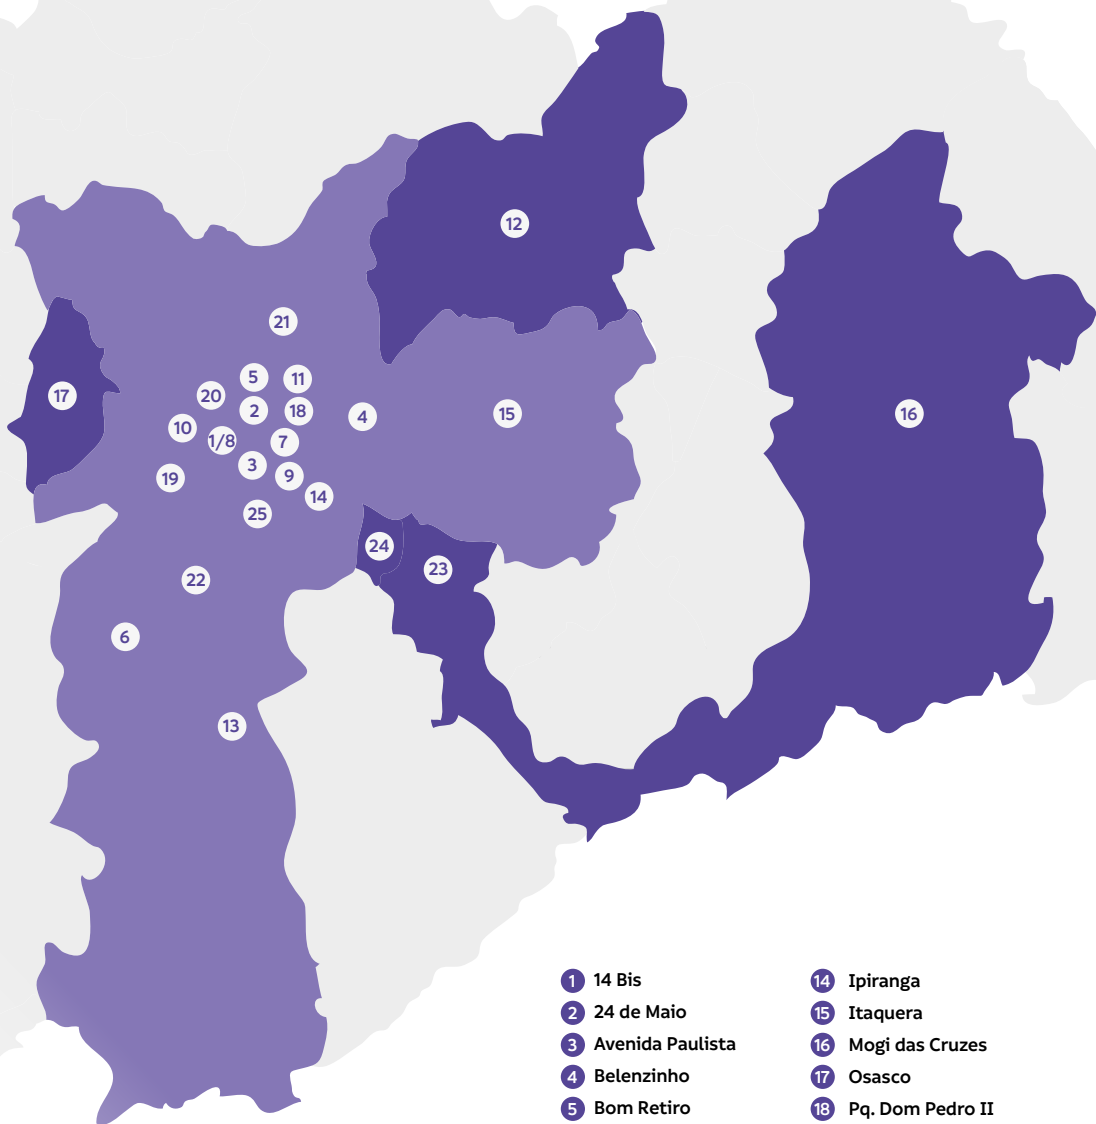 12
21
5
11
17
20
2
18
4
15
16
10
1/8
7
3
9
19
14
25
24
23
22
6
13
1 14 Bis
2 24 de Maio
3 Avenida Paulista
4 Belenzinho
5 Bom Retiro
14 Ipiranga
15 Itaquera
16 Mogi das Cruzes
17 Osasco
18 Pq. Dom Pedro II